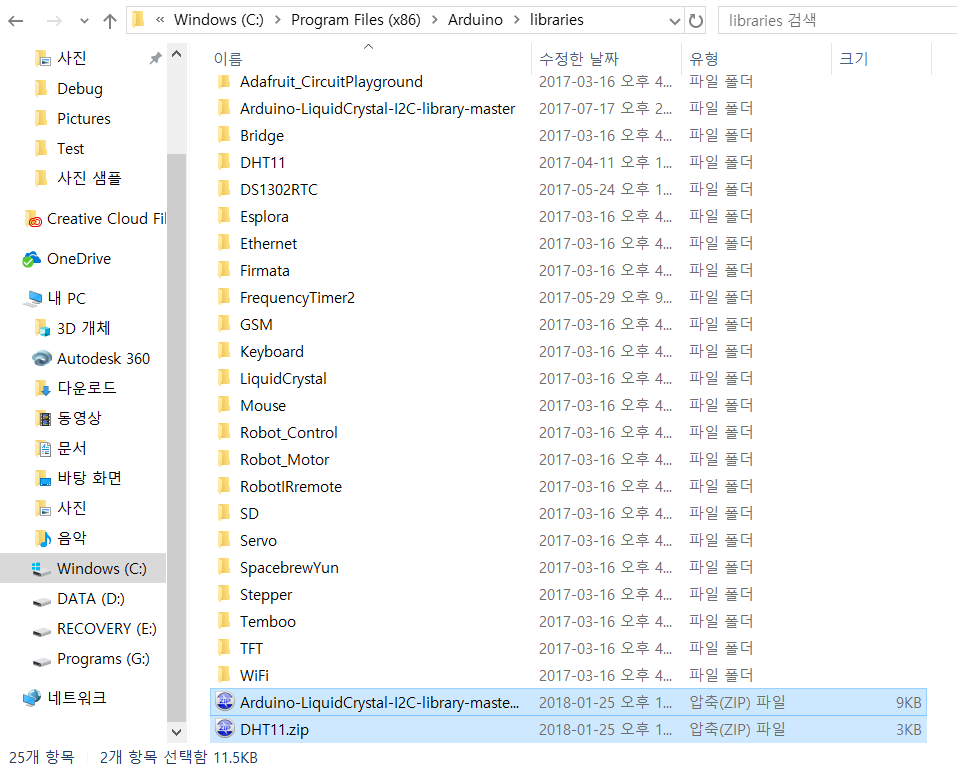 « Windows (C:) > Program Files (x86) > Arduino > libraries
libraries 검색
사진
Debug
Pictures
Test
사진 샘플
Creative Cloud Fil
OneDrive
내 PC
3D 개체
Autodesk 360
다운로드
동영상
문서
바탕 화면
사진
음악
Windows (C:)
DATA (D:)
RECOVERY (E:)
Programs (G:)
네트워크
이름 수정한 날짜 유형 크기
Adafruit_CircuitPlayground 2017-03-16 오후 4... 파일 폴더
Arduino-LiquidCrystal-I2C-library-master 2017-07-17 오후 2... 파일 폴더
Bridge 2017-03-16 오후 4... 파일 폴더
DHT11 2017-04-11 오후 1... 파일 폴더
DS1302RTC 2017-05-24 오후 1... 파일 폴더
Esplora 2017-03-16 오후 4... 파일 폴더
Ethernet 2017-03-16 오후 4... 파일 폴더
Firmata 2017-03-16 오후 4... 파일 폴더
FrequencyTimer2 2017-05-29 오후 9... 파일 폴더
GSM 2017-03-16 오후 4... 파일 폴더
Keyboard 2017-03-16 오후 4... 파일 폴더
LiquidCrystal 2017-03-16 오후 4... 파일 폴더
Mouse 2017-03-16 오후 4... 파일 폴더
Robot_Control 2017-03-16 오후 4... 파일 폴더
Robot_Motor 2017-03-16 오후 4... 파일 폴더
RobotIRremote 2017-03-16 오후 4... 파일 폴더
SD 2017-03-16 오후 4... 파일 폴더
Servo 2017-03-16 오후 4... 파일 폴더
SpacebrewYun 2017-03-16 오후 4... 파일 폴더
Stepper 2017-03-16 오후 4... 파일 폴더
Temboo 2017-03-16 오후 4... 파일 폴더
TFT 2017-03-16 오후 4... 파일 폴더
WiFi 2017-03-16 오후 4... 파일 폴더
Arduino-LiquidCrystal-I2C-library-maste... 2018-01-25 오후 1... 압축(ZIP) 파일 9KB
DHT11.zip 2018-01-25 오후 1... 압축(ZIP) 파일 3KB
25개 항목 2개 항목 선택함 11.5KB